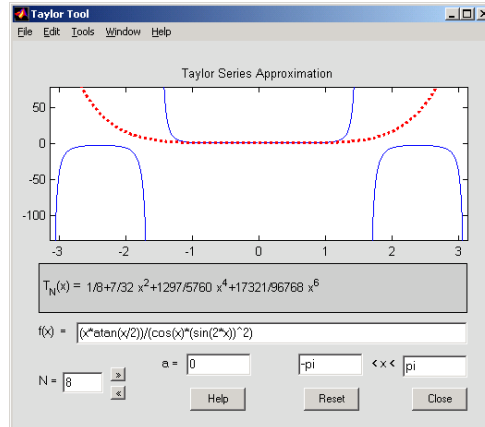 Taylor Tool
File Edit Tools Window Help
Taylor Series Approximation
50
0
-50
-100
-3 -2 -1 0 1 2 3
T_N(x) = 1/8+7/32 x^2+1297/5760 x^4+17321/96768 x^6
f(x) = (x*atan(x/2))/(cos(x)*(sin(2*x))^2)
N = 8 » « a = 0 -pi < x < pi
Help Reset Close